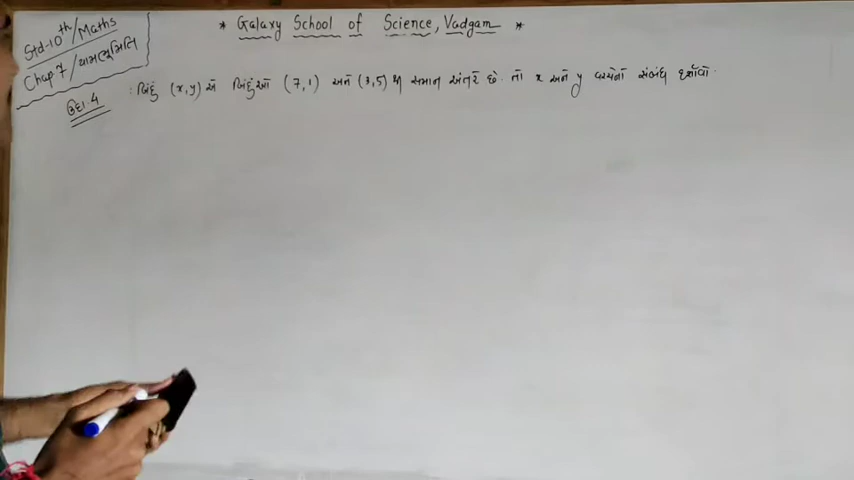 * Galaxy School of Science, Vadgam *
Std-10th/Maths
Chap 7/યામભૂમિતિ
ઉદા.4 : બિંદુ (x,y) એ બિંદુઓ (7,1) અને (3,5) થી સમાન અંતરે છે. તો x અને y વચ્ચેનો સંબંધ દર્શાવો.